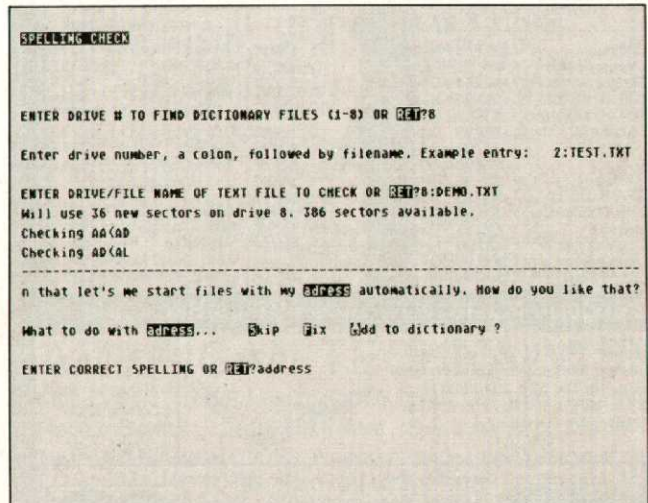 SPELLING CHECK
ENTER DRIVE # TO FIND DICTIONARY FILES (1-8) OR RET?8
Enter drive number, a colon, followed by filename. Example entry: 2:TEST.TXT
ENTER DRIVE/FILE NAME OF TEXT FILE TO CHECK OR RET?8:DEMO.TXT
Will use 36 new sectors on drive 8. 386 sectors available.
Checking AA<AD
Checking AD<AL
n that let's me start files with my adress automatically. How do you like that?
What to do with adress... Skip Fix Add to dictionary ?
ENTER CORRECT SPELLING OR RET?address